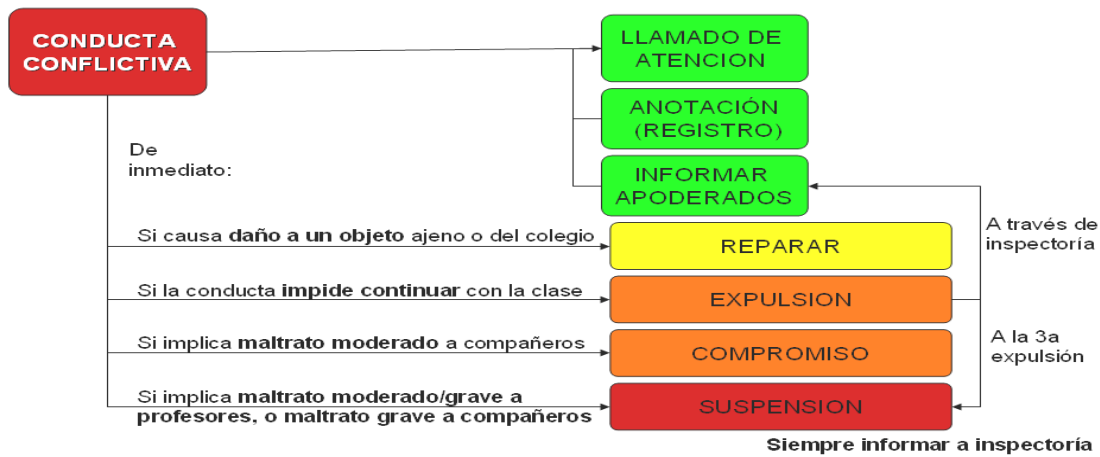 CONDUCTA
CONFLICTIVA
LLAMADO DE
ATENCION
ANOTACIÓN
(REGISTRO)
INFORMAR
APODERADOS
De
inmediato:
A través de
inspectoría
Si causa daño a un objeto ajeno o del colegio
REPARAR
Si la conducta impide continuar con la clase
EXPULSION
A la 3a
expulsión
Si implica maltrato moderado a compañeros
COMPROMISO
Si implica maltrato moderado/grave a
profesores, o maltrato grave a compañeros
SUSPENSION
Siempre informar a inspectoría